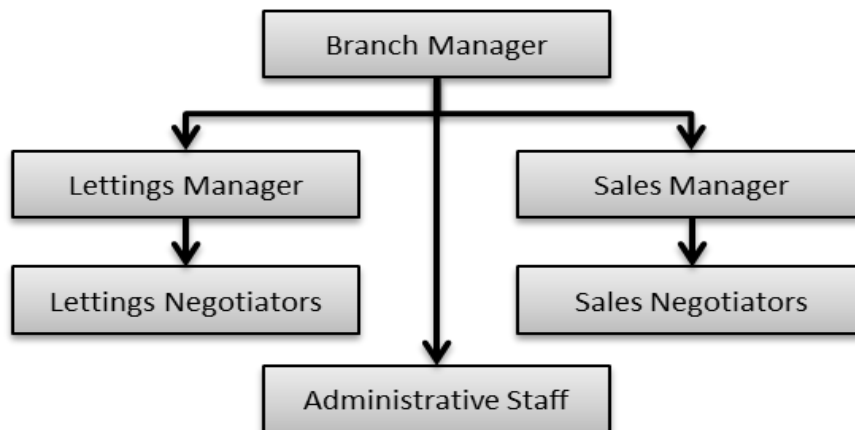 Branch Manager
Lettings Manager
Sales Manager
Lettings Negotiators
Sales Negotiators
Administrative Staff